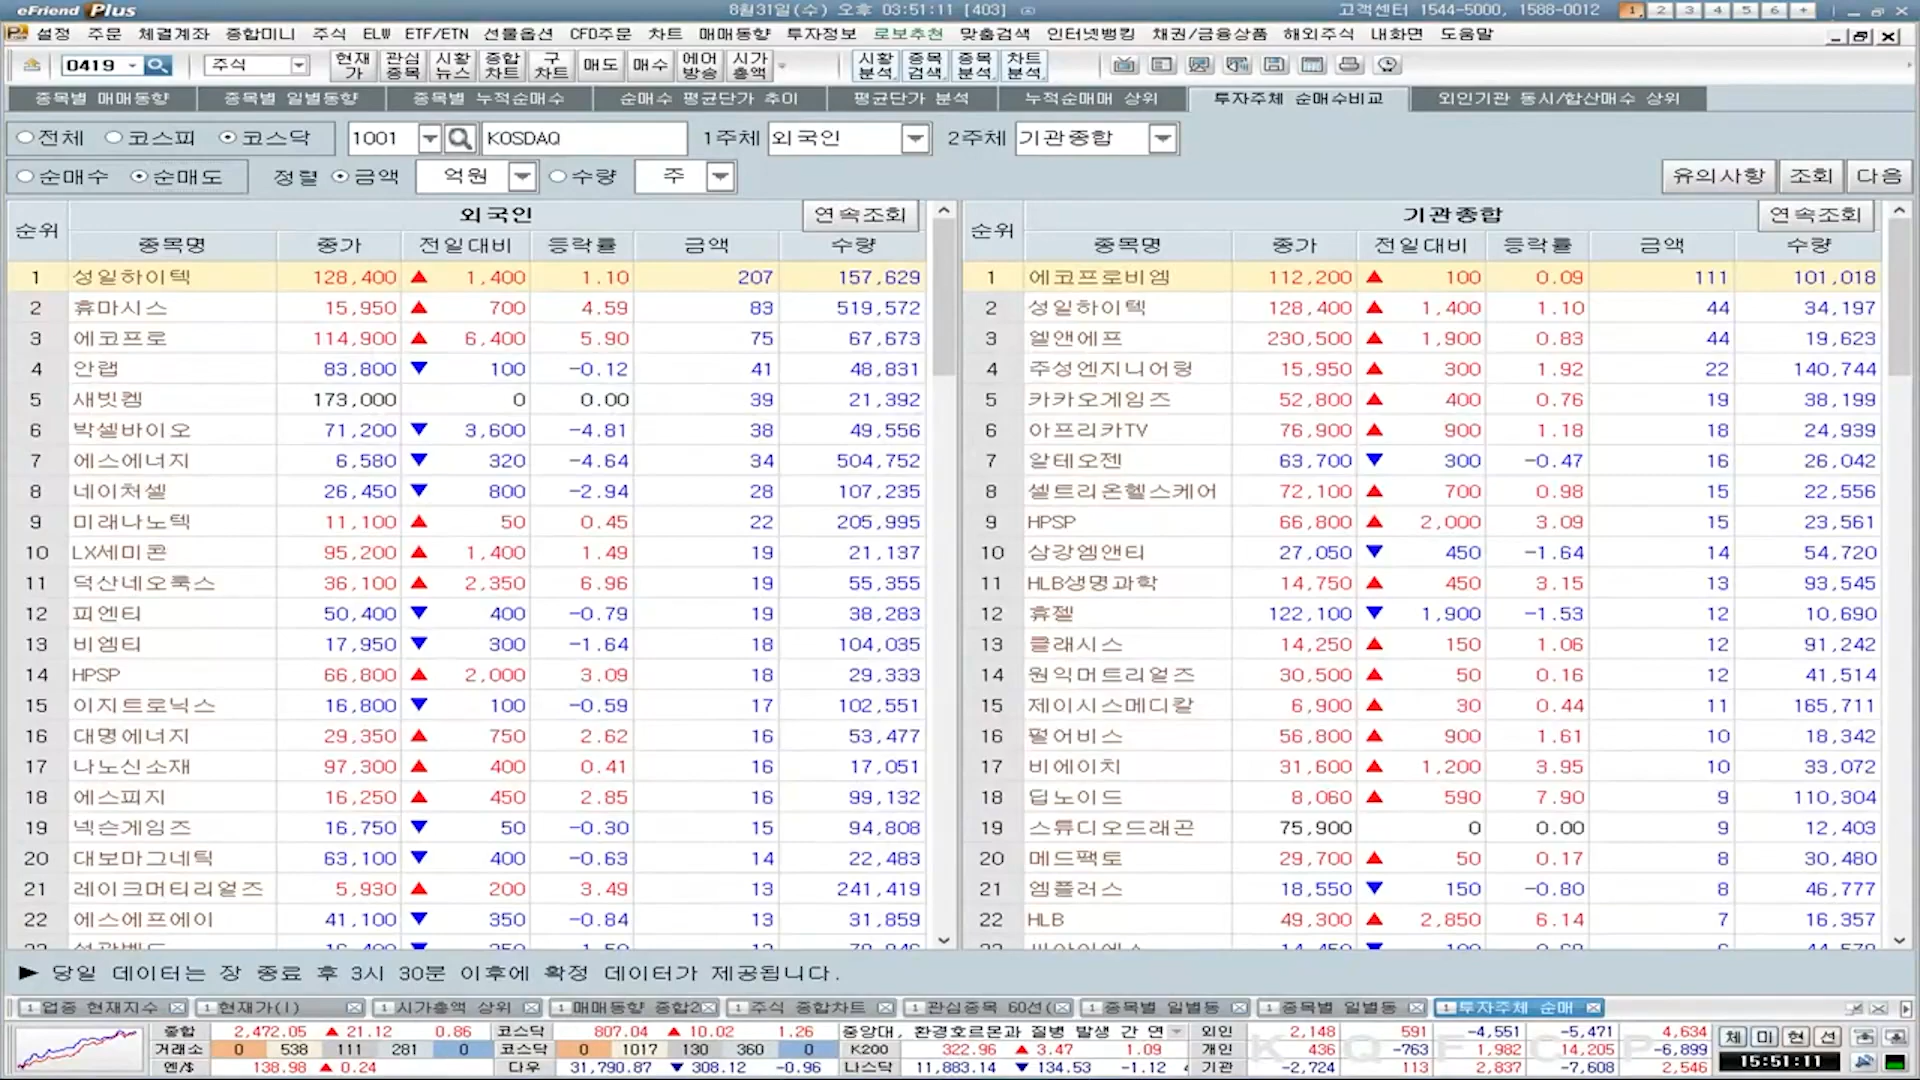 eFriend Plus 8월31일(수) 오후 03:51:11 [403] 고객센터 1544-5000, 1588-0012 1 2 3 4 5 6 +
설정 주문 체결계좌 종합미니 주식 ELW ETF/ETN 선물옵션 CFD주문 차트 매매동향 투자정보 로보추천 맞춤검색 인터넷뱅킹 채권/금융상품 해외주식 내화면 도움말
0419 주식 현재가 관심종목 시황뉴스 종합차트 구차트 매도 매수 에어방송 시가총액 시황분석 종목검색 종목분석 차트분석
종목별 매매동향 종목별 일별동향 종목별 누적순매수 순매수 평균단가 추이 평균단가 분석 누적순매매 상위 투자주체 순매수비교 외인기관 동시/합산매수 상위
전체 코스피 코스닥 1001 KOSDAQ 1주체 외국인 2주체 기관종합
순매수 순매도 정렬 금액 억원 수량 주 유의사항 조회 다음
순위 외국인 연속조회 순위 기관종합 연속조회
종목명 종가 전일대비 등락률 금액 수량 종목명 종가 전일대비 등락률 금액 수량
1 성일하이텍 128,400 ▲ 1,400 1.10 207 157,629 1 에코프로비엠 112,200 ▲ 100 0.09 111 101,018
2 휴마시스 15,950 ▲ 700 4.59 83 519,572 2 성일하이텍 128,400 ▲ 1,400 1.10 44 34,197
3 에코프로 114,900 ▲ 6,400 5.90 75 67,673 3 엘앤에프 230,500 ▲ 1,900 0.83 44 19,623
4 안랩 83,800 ▼ 100 -0.12 41 48,831 4 주성엔지니어링 15,950 ▲ 300 1.92 22 140,744
5 새빗켐 173,000 0 0.00 39 21,392 5 카카오게임즈 52,800 ▲ 400 0.76 19 38,199
6 박셀바이오 71,200 ▼ 3,600 -4.81 38 49,556 6 아프리카TV 76,900 ▲ 900 1.18 18 24,939
7 에스에너지 6,580 ▼ 320 -4.64 34 504,752 7 알테오젠 63,700 ▼ 300 -0.47 16 26,042
8 네이처셀 26,450 ▼ 800 -2.94 28 107,235 8 셀트리온헬스케어 72,100 ▲ 700 0.98 15 22,556
9 미래나노텍 11,100 ▲ 50 0.45 22 205,995 9 HPSP 66,800 ▲ 2,000 3.09 15 23,561
10 LX세미콘 95,200 ▲ 1,400 1.49 19 21,137 10 삼강엠앤티 27,050 ▼ 450 -1.64 14 54,720
11 덕산네오룩스 36,100 ▲ 2,350 6.96 19 55,355 11 HLB생명과학 14,750 ▲ 450 3.15 13 93,545
12 피엔티 50,400 ▼ 400 -0.79 19 38,283 12 휴젤 122,100 ▼ 1,900 -1.53 12 10,690
13 비엠티 17,950 ▼ 300 -1.64 18 104,035 13 클래시스 14,250 ▲ 150 1.06 12 91,242
14 HPSP 66,800 ▲ 2,000 3.09 18 29,333 14 원익머트리얼즈 30,500 ▲ 50 0.16 12 41,514
15 이지트로닉스 16,800 ▼ 100 -0.59 17 102,551 15 제이시스메디칼 6,900 ▲ 30 0.44 11 165,711
16 대명에너지 29,350 ▲ 750 2.62 16 53,477 16 펄어비스 56,800 ▲ 900 1.61 10 18,342
17 나노신소재 97,300 ▲ 400 0.41 16 17,051 17 비에이치 31,600 ▲ 1,200 3.95 10 33,072
18 에스피지 16,250 ▲ 450 2.85 16 99,132 18 딥노이드 8,060 ▲ 590 7.90 9 110,304
19 넥슨게임즈 16,750 ▼ 50 -0.30 15 94,808 19 스튜디오드래곤 75,900 0 0.00 9 12,403
20 대보마그네틱 63,100 ▼ 400 -0.63 14 22,483 20 메드팩토 29,700 ▲ 50 0.17 8 30,480
21 레이크머티리얼즈 5,930 ▲ 200 3.49 13 241,419 21 엠플러스 18,550 ▼ 150 -0.80 8 46,777
22 에스에프에이 41,100 ▼ 350 -0.84 13 31,859 22 HLB 49,300 ▲ 2,850 6.14 7 16,357
▶ 당일 데이터는 장 종료 후 3시 30분 이후에 확정 데이터가 제공됩니다.
1 업종 현재지수 1 현재가(1) 1 시가총액 상위 1 매매동향 종합2 1 주식 종합차트 1 관심종목 60선( 1 종목별 일별동 1 종목별 일별동 1 투자주체 순매
종합 2,472.05 ▲ 21.12 0.86 코스닥 807.04 ▲ 10.02 1.26 중앙대, 환경호르몬과 질병 발생 간 연 외인 2,148 591 -4,551 -5,471 4,634 체 미 현 선
거래소 0 538 111 281 0 코스닥 0 1017 130 360 0 K200 322.96 ▲ 3.47 1.09 개인 436 -763 1,982 14,205 -6,899
엔/$ 138.98 ▲ 0.24 다우 31,790.87 ▼ 308.12 -0.96 나스닥 11,883.14 ▼ 134.53 -1.12 기관 -2,724 113 2,837 -7,608 2,546 15:51:11